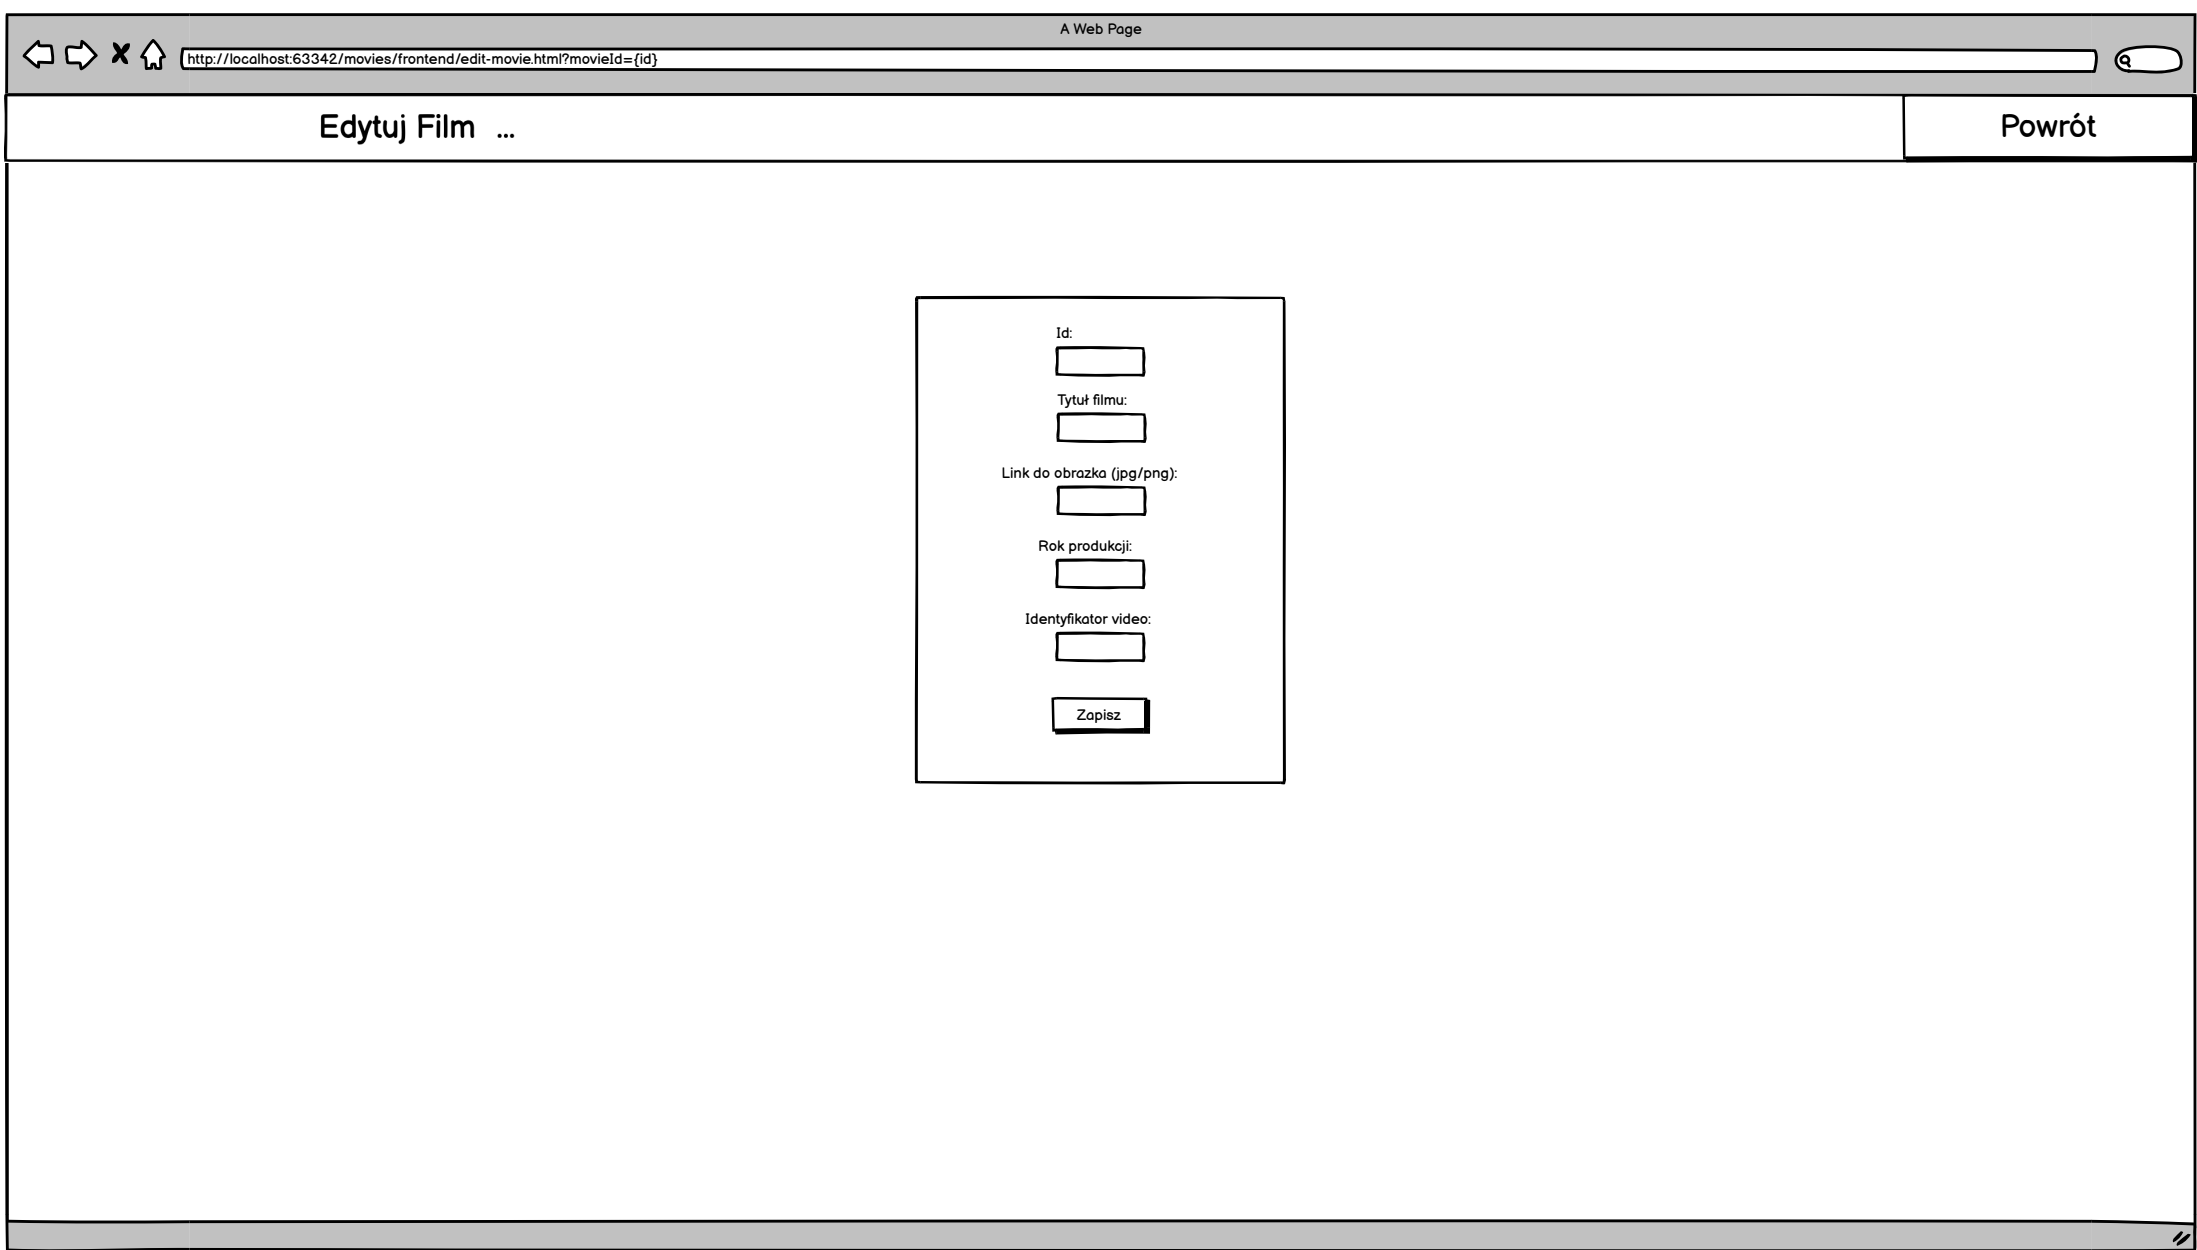 A Web Page
http://localhost:63342/movies/frontend/edit-movie.html?movieId={id}
Edytuj Film ...
Powrót
Id:
Tytuł filmu:
Link do obrazka (jpg/png):
Rok produkcji:
Identyfikator video:
Zapisz